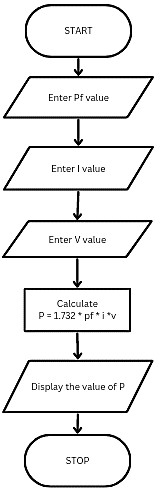 START
Enter Pf value
Enter I value
Enter V value
Calculate
P = 1.732 * pf * i *v
Display the value of P
STOP